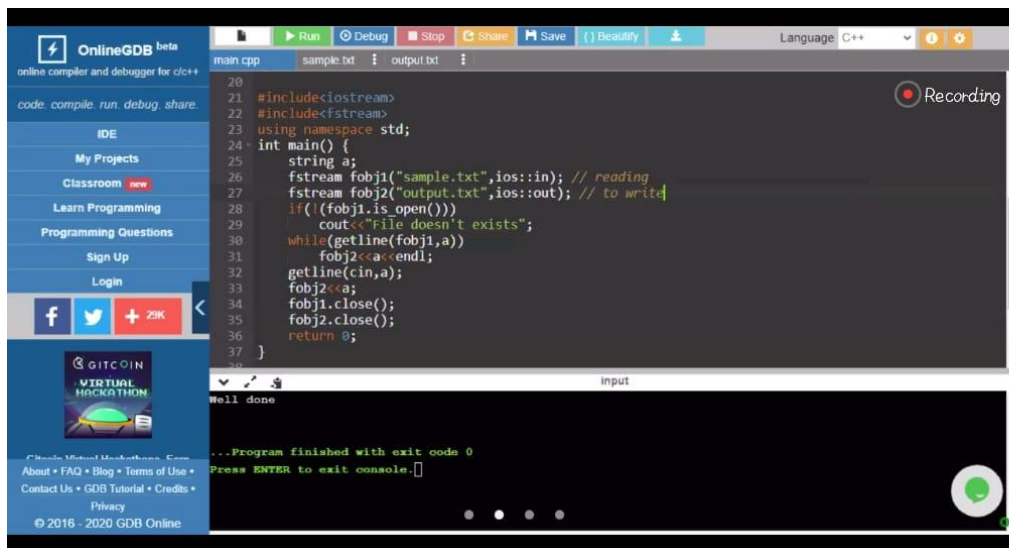 OnlineGDB beta
online compiler and debugger for c/c++
code. compile. run. debug. share.
IDE
My Projects
Classroom new
Learn Programming
Programming Questions
Sign Up
Login
+ 29K
GITCOIN
VIRTUAL
HACKATHON
About • FAQ • Blog • Terms of Use •
Contact Us • GDB Tutorial • Credits •
Privacy
© 2016 - 2020 GDB Online
Run Debug Stop Share Save {} Beautify
Language C++
main.cpp sample.txt output.txt
Recording
20
21 #include<iostream>
22 #include<fstream>
23 using namespace std;
24 int main() {
25 string a;
26 fstream fobj1("sample.txt",ios::in); // reading
27 fstream fobj2("output.txt",ios::out); // to write
28 if(!(fobj1.is_open()))
29 cout<<"File doesn't exists";
30 while(getline(fobj1,a))
31 fobj2<<a<<endl;
32 getline(cin,a);
33 fobj2<<a;
34 fobj1.close();
35 fobj2.close();
36 return 0;
37 }
input
Well done
...Program finished with exit code 0
Press ENTER to exit console.